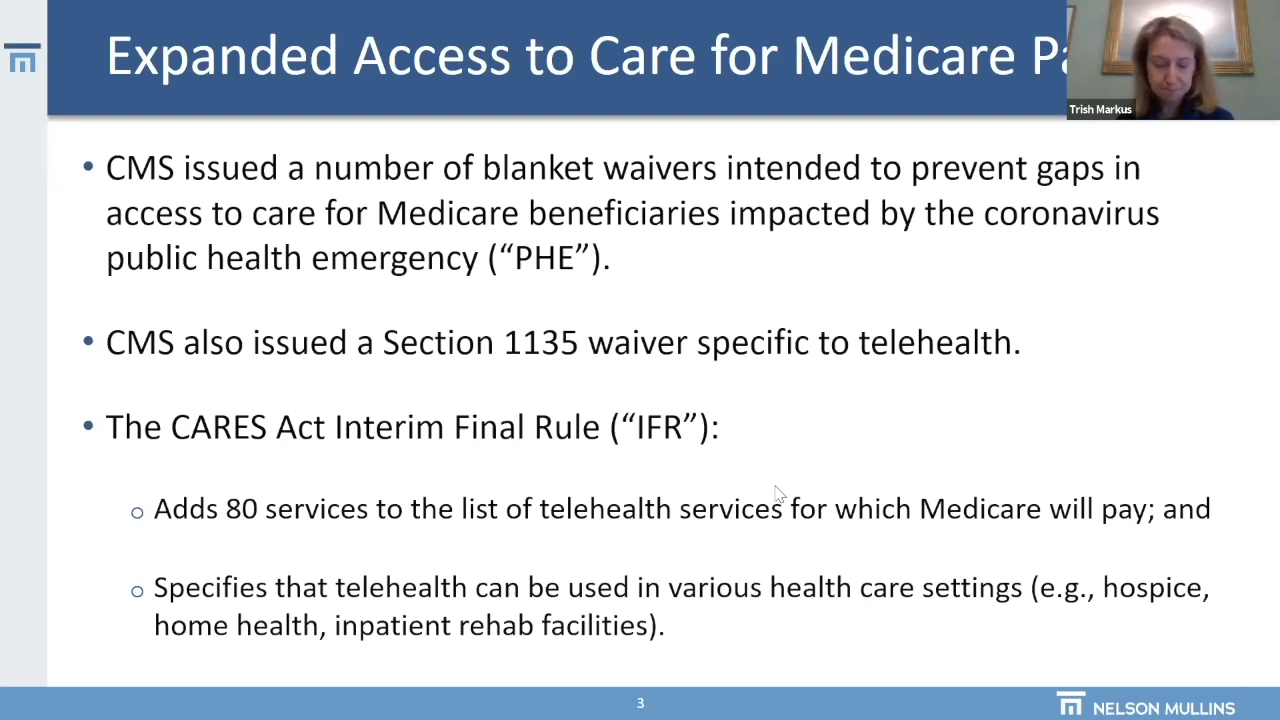 Expanded Access to Care for Medicare
Trish Markus
• CMS issued a number of blanket waivers intended to prevent gaps in
access to care for Medicare beneficiaries impacted by the coronavirus
public health emergency (“PHE”).
• CMS also issued a Section 1135 waiver specific to telehealth.
• The CARES Act Interim Final Rule (“IFR”):
o Adds 80 services to the list of telehealth services for which Medicare will pay; and
o Specifies that telehealth can be used in various health care settings (e.g., hospice,
home health, inpatient rehab facilities).
3
NELSON MULLINS